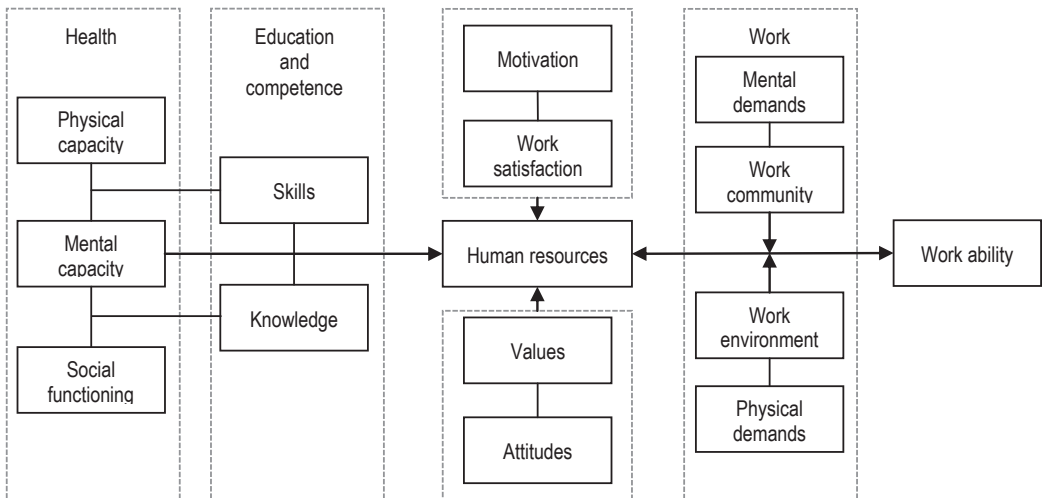 Health
Physical
capacity
Mental
capacity
Social
functioning
Education
and
competence
Skills
Knowledge
Motivation
Work
satisfaction
Human resources
Values
Attitudes
Work
Mental
demands
Work
community
Work
environment
Physical
demands
Work ability